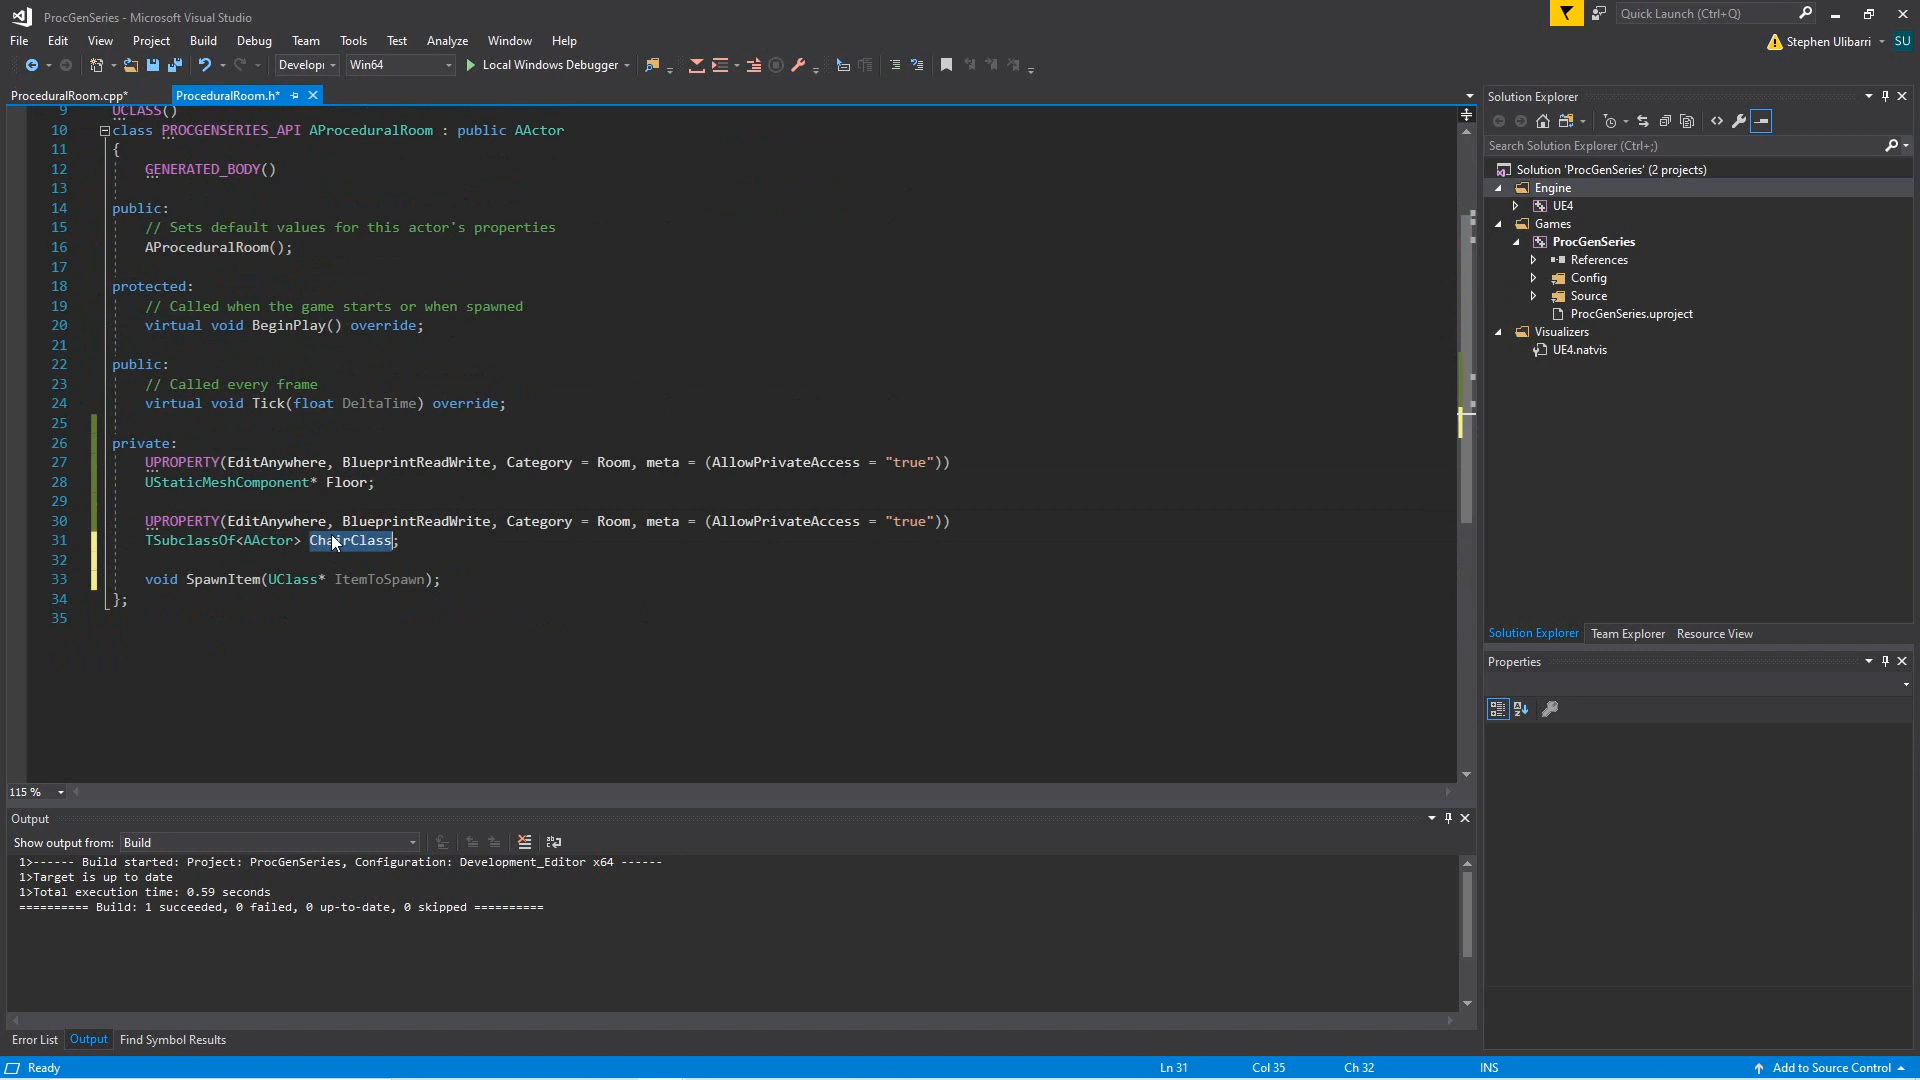 ProcGenSeries - Microsoft Visual Studio
Quick Launch (Ctrl+Q)
File Edit View Project Build Debug Team Tools Test Analyze Window Help
Stephen Ulibarri SU
Developi Win64 Local Windows Debugger
ProceduralRoom.cpp* ProceduralRoom.h*
9 UCLASS()
10 class PROCGENSERIES_API AProceduralRoom : public AActor
11 {
12 GENERATED_BODY()
13
14 public:
15 // Sets default values for this actor's properties
16 AProceduralRoom();
17
18 protected:
19 // Called when the game starts or when spawned
20 virtual void BeginPlay() override;
21
22 public:
23 // Called every frame
24 virtual void Tick(float DeltaTime) override;
25
26 private:
27 UPROPERTY(EditAnywhere, BlueprintReadWrite, Category = Room, meta = (AllowPrivateAccess = "true"))
28 UStaticMeshComponent* Floor;
29
30 UPROPERTY(EditAnywhere, BlueprintReadWrite, Category = Room, meta = (AllowPrivateAccess = "true"))
31 TSubclassOf<AActor> ChairClass;
32
33 void SpawnItem(UClass* ItemToSpawn);
34 };
35
115 %
Output
Show output from: Build
1>------ Build started: Project: ProcGenSeries, Configuration: Development_Editor x64 ------
1>Target is up to date
1>Total execution time: 0.59 seconds
========== Build: 1 succeeded, 0 failed, 0 up-to-date, 0 skipped ==========
Error List Output Find Symbol Results
Solution Explorer
Search Solution Explorer (Ctrl+;)
Solution 'ProcGenSeries' (2 projects)
Engine
UE4
Games
ProcGenSeries
References
Config
Source
ProcGenSeries.uproject
Visualizers
UE4.natvis
Solution Explorer Team Explorer Resource View
Properties
Ready Ln 31 Col 35 Ch 32 INS Add to Source Control